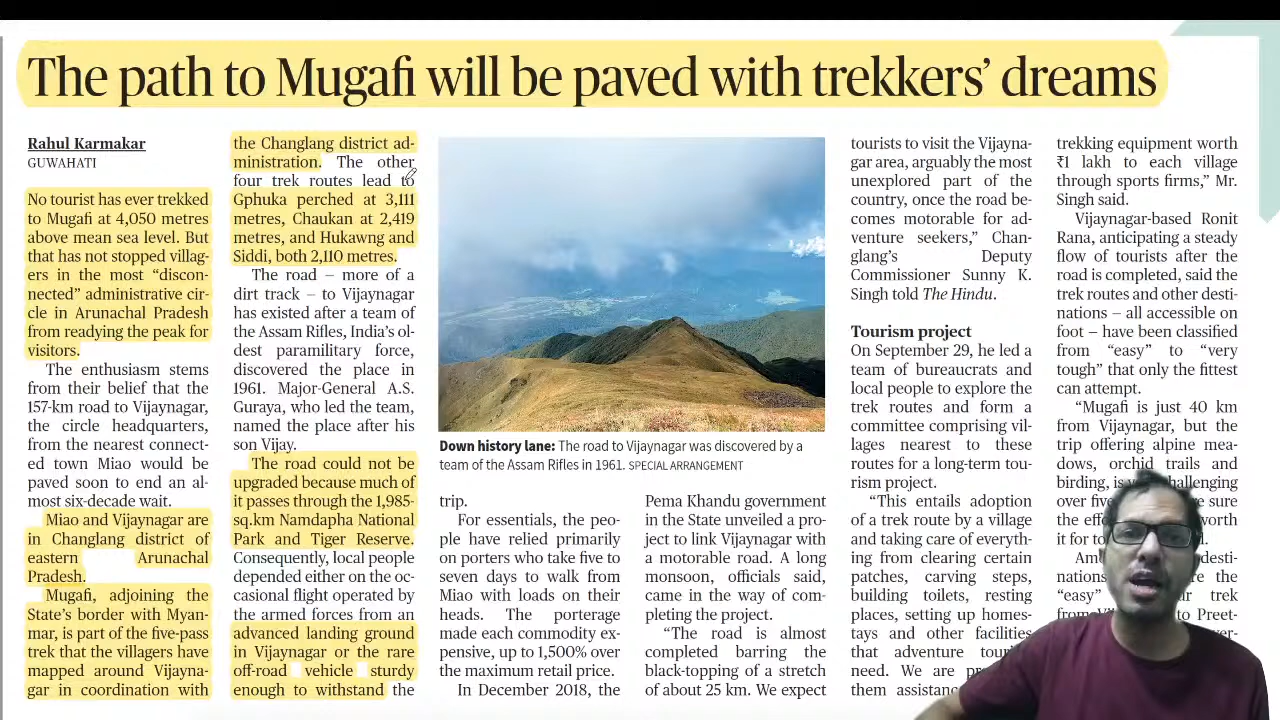 The path to Mugafi will be paved with trekkers’ dreams
Rahul Karmakar
GUWAHATI
No tourist has ever trekked
to Mugafi at 4,050 metres
above mean sea level. But
that has not stopped villag-
ers in the most “discon-
nected” administrative cir-
cle in Arunachal Pradesh
from readying the peak for
visitors.
The enthusiasm stems
from their belief that the
157-km road to Vijaynagar,
the circle headquarters,
from the nearest connect-
ed town Miao would be
paved soon to end an al-
most six-decade wait.
Miao and Vijaynagar are
in Changlang district of
eastern Arunachal
Pradesh.
Mugafi, adjoining the
State’s border with Myan-
mar, is part of the five-pass
trek that the villagers have
mapped around Vijayna-
gar in coordination with
the Changlang district ad-
ministration. The other
four trek routes lead to
Gphuka perched at 3,111
metres, Chaukan at 2,419
metres, and Hukawng and
Siddi, both 2,110 metres.
The road – more of a
dirt track – to Vijaynagar
has existed after a team of
the Assam Rifles, India’s ol-
dest paramilitary force,
discovered the place in
1961. Major-General A.S.
Guraya, who led the team,
named the place after his
son Vijay.
The road could not be
upgraded because much of
it passes through the 1,985-
sq.km Namdapha National
Park and Tiger Reserve.
Consequently, local people
depended either on the oc-
casional flight operated by
the armed forces from an
advanced landing ground
in Vijaynagar or the rare
off-road vehicle sturdy
enough to withstand the
Down history lane: The road to Vijaynagar was discovered by a
team of the Assam Rifles in 1961. SPECIAL ARRANGEMENT
trip.
For essentials, the peo-
ple have relied primarily
on porters who take five to
seven days to walk from
Miao with loads on their
heads. The porterage
made each commodity ex-
pensive, up to 1,500% over
the maximum retail price.
In December 2018, the
Pema Khandu government
in the State unveiled a pro-
ject to link Vijaynagar with
a motorable road. A long
monsoon, officials said,
came in the way of com-
pleting the project.
“The road is almost
completed barring the
black-topping of a stretch
of about 25 km. We expect
tourists to visit the Vijayna-
gar area, arguably the most
unexplored part of the
country, once the road be-
comes motorable for ad-
venture seekers,” Chan-
glang’s Deputy
Commissioner Sunny K.
Singh told The Hindu.
Tourism project
On September 29, he led a
team of bureaucrats and
local people to explore the
trek routes and form a
committee comprising vil-
lages nearest to these
routes for a long-term tou-
rism project.
“This entails adoption
of a trek route by a village
and taking care of everyth-
ing from clearing certain
patches, carving steps,
building toilets, resting
places, setting up homes-
tays and other facilities
that adventure
need. We are
them
trekking equipment worth
₹1 lakh to each village
through sports firms,” Mr.
Singh said.
Vijaynagar-based Ronit
Rana, anticipating a steady
flow of tourists after the
road is completed, said the
trek routes and other desti-
nations – all accessible on
foot – have been classified
from “easy” to “very
tough” that only the fittest
can attempt.
“Mugafi is just 40 km
from Vijaynagar, but the
trip offering alpine mea-
dows, orchid trails and
birding, is
over sure
the worth
it for
desti-
nations the
“easy” trek
from to Preet-